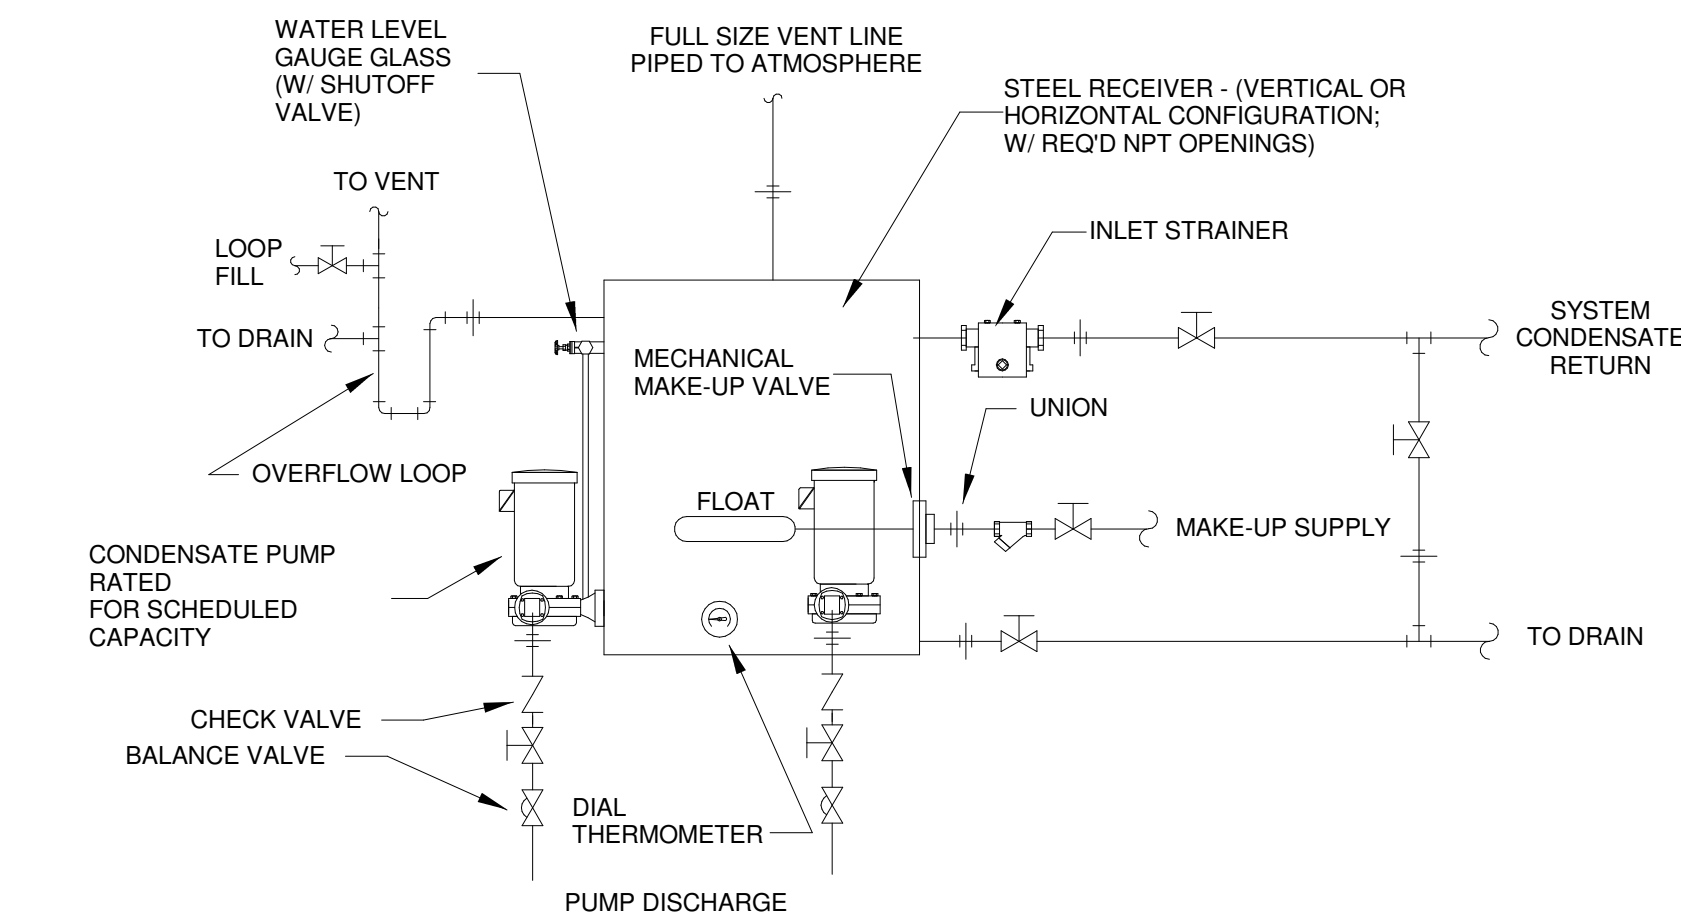 WATER LEVEL
GAUGE GLASS
(W/ SHUTOFF
VALVE)
FULL SIZE VENT LINE
PIPED TO ATMOSPHERE
STEEL RECEIVER - (VERTICAL OR
HORIZONTAL CONFIGURATION;
W/ REQ'D NPT OPENINGS)
TO VENT
LOOP
FILL
INLET STRAINER
TO DRAIN
SYSTEM
CONDENSATE
RETURN
MECHANICAL
MAKE-UP VALVE
UNION
OVERFLOW LOOP
FLOAT
MAKE-UP SUPPLY
CONDENSATE PUMP
RATED
FOR SCHEDULED
CAPACITY
TO DRAIN
CHECK VALVE
BALANCE VALVE
DIAL
THERMOMETER
PUMP DISCHARGE